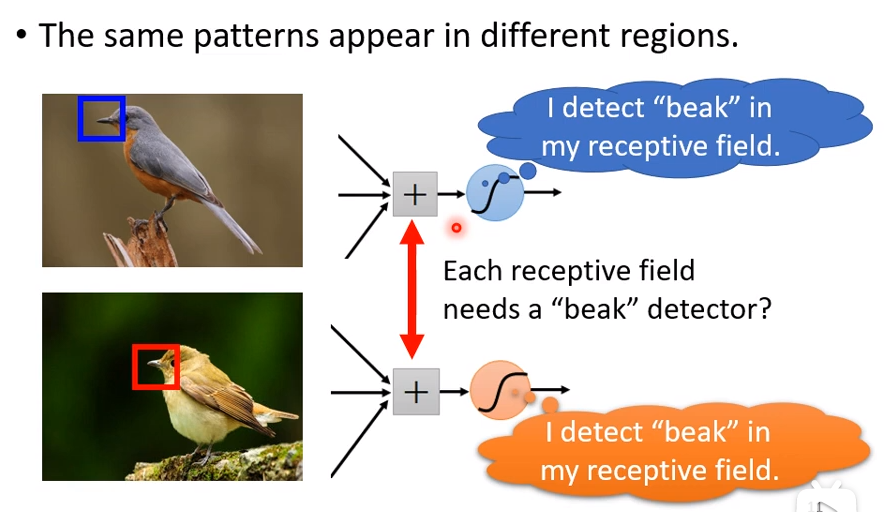 • The same patterns appear in different regions.
I detect “beak” in
my receptive field.
+
Each receptive field
needs a “beak” detector?
+
I detect “beak” in
my receptive field.